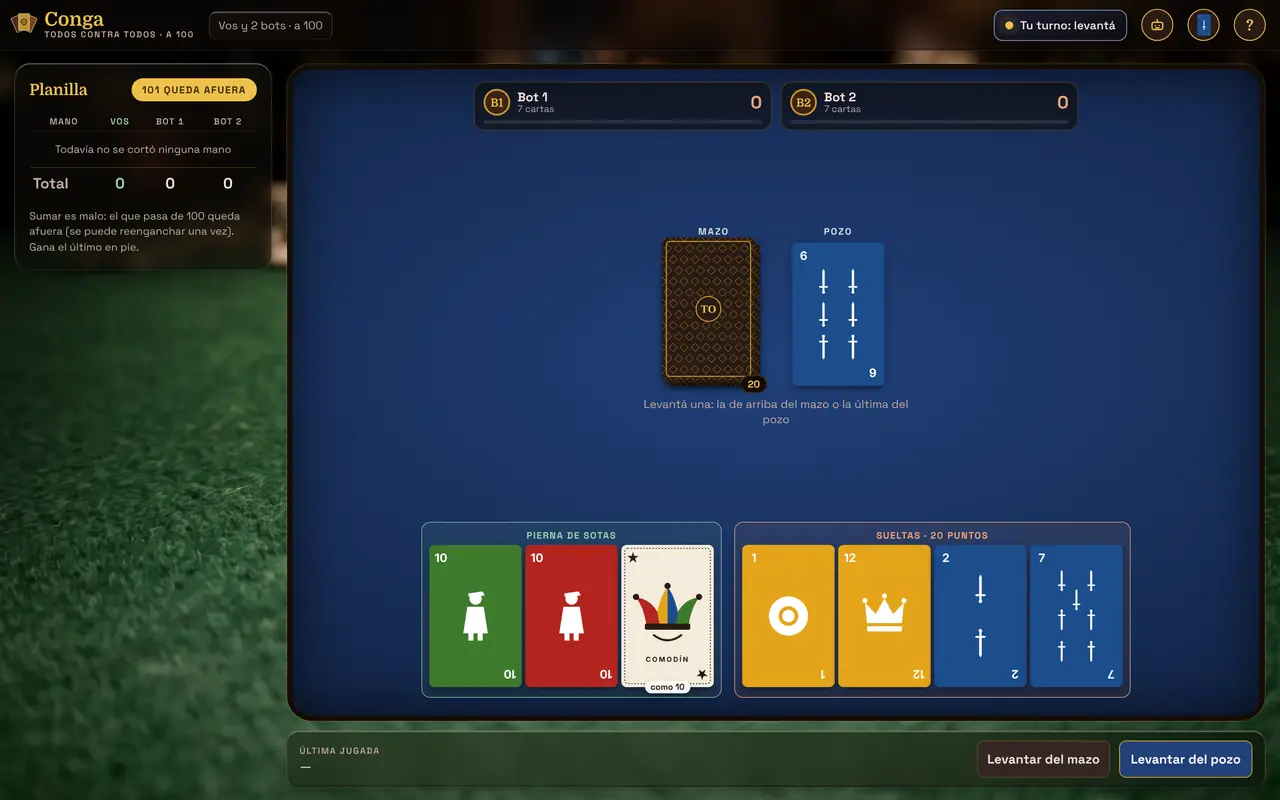 Conga
TODOS CONTRA TODOS · A 100
Vos y 2 bots · a 100
Tu turno: levantá
?
Planilla
101 QUEDA AFUERA
MANO VOS BOT 1 BOT 2
Todavía no se cortó ninguna mano
Total 0 0 0
Sumar es malo: el que pasa de 100 queda
afuera (se puede reenganchar una vez).
Gana el último en pie.
B1 Bot 1 0
7 cartas
B2 Bot 2 0
7 cartas
MAZO
POZO
TO
20
6
6
Levantá una: la de arriba del mazo o la última del
pozo
PIERNA DE SOTAS
10
10
10
10
COMODÍN
como 10
SUELTAS · 20 PUNTOS
1
1
12
12
2
2
7
7
ÚLTIMA JUGADA
—
Levantar del mazo
Levantar del pozo